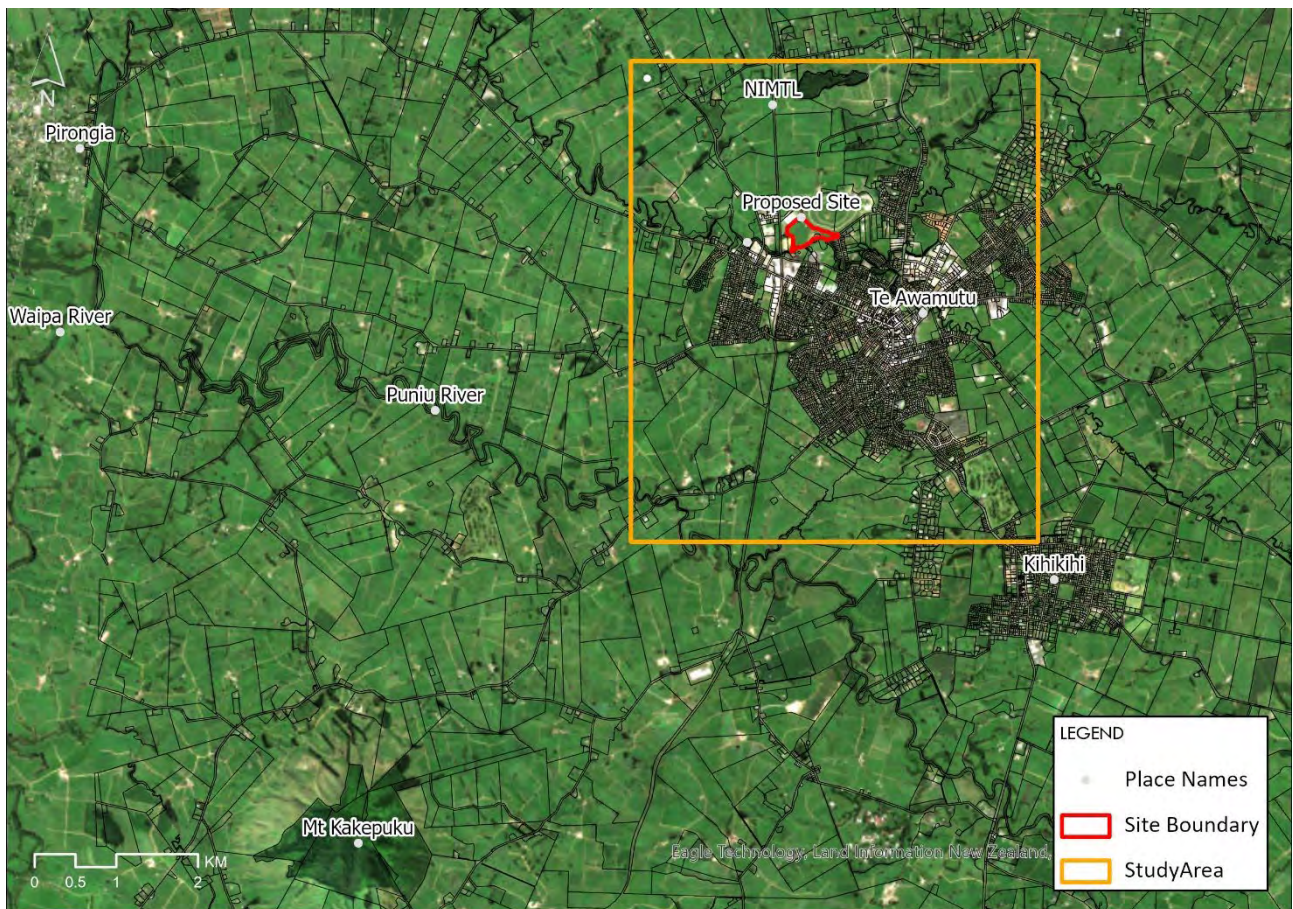 N
NIMTL
Pirongia
Proposed Site
Te Awamutu
Waipa River
Puniu River
Kihikihi
Mt Kakepuku
KM
0 0.5 1 2
Eagle Technology, Land Information New Zealand,
LEGEND
Place Names
Site Boundary
StudyArea